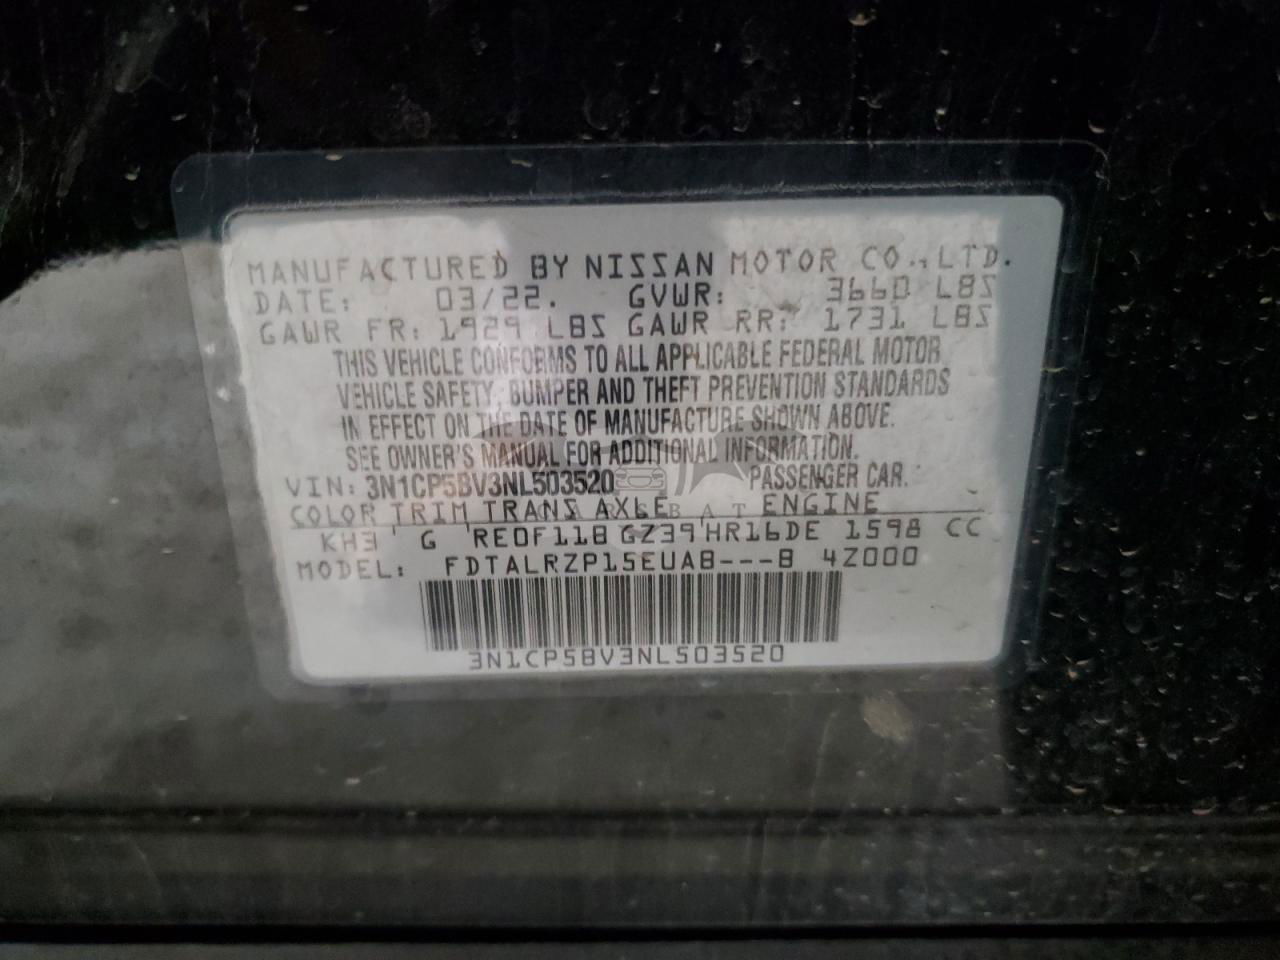 MANUFACTURED BY NISSAN MOTOR CO., LTD.
DATE: 03/22. GVWR: 3660 LBS
GAWR FR: 1929 LBS GAWR RR: 1731 LBS
THIS VEHICLE CONFORMS TO ALL APPLICABLE FEDERAL MOTOR
VEHICLE SAFETY, BUMPER AND THEFT PREVENTION STANDARDS
IN EFFECT ON THE DATE OF MANUFACTURE SHOWN ABOVE.
SEE OWNER'S MANUAL FOR ADDITIONAL INFORMATION.
VIN: 3N1CP5BV3NL503520 PASSENGER CAR.
COLOR TRIM TRANS AXLE ENGINE
CARSBAT
KH3 G RE0F11B GZ39 HR16DE 1598 CC
MODEL: FDTALRZP15EUAB---B 4Z000
3N1CP5BV3NL503520